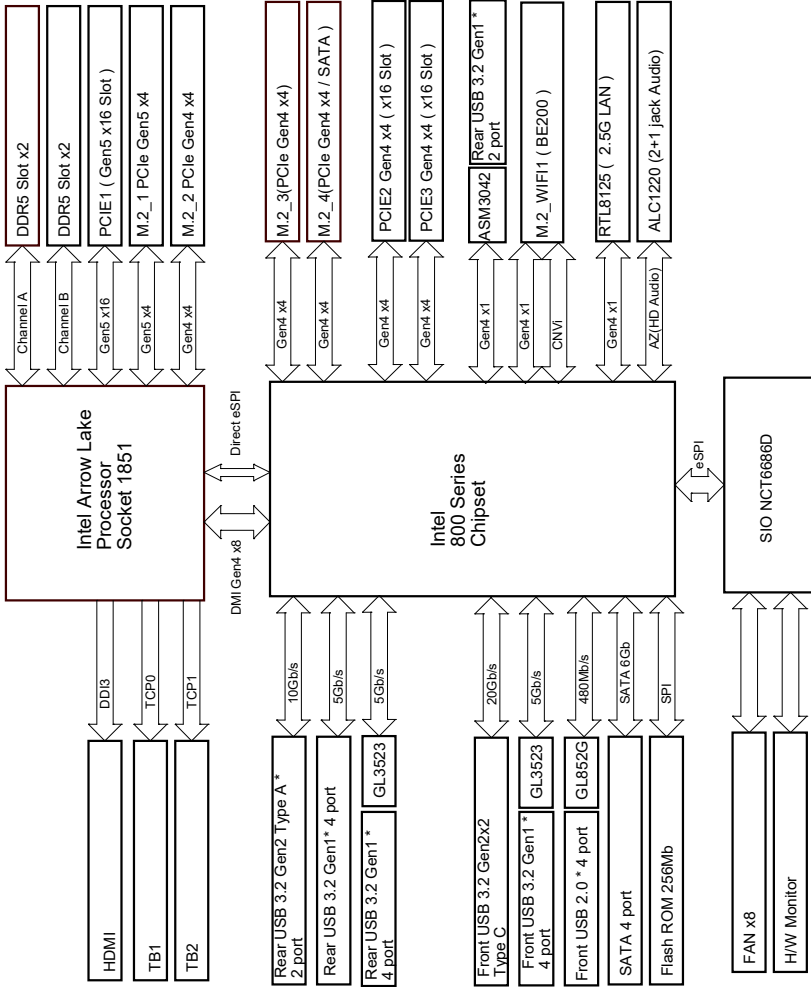 DDR5 Slot x2
DDR5 Slot x2
PCIE1 ( Gen5 x16 Slot )
M.2_1 PCIe Gen5 x4
M.2_2 PCIe Gen4 x4
Channel A
Channel B
Gen5 x16
Gen5 x4
Gen4 x4
Intel Arrow Lake
Processor
Socket 1851
DDI3
TCP0
TCP1
HDMI
TB1
TB2
Direct eSPI
DMI Gen4 x8
M.2_3(PCIe Gen4 x4)
M.2_4(PCIe Gen4 x4 / SATA )
PCIE2 Gen4 x4 ( x16 Slot )
PCIE3 Gen4 x4 ( x16 Slot )
Rear USB 3.2 Gen1 *
2 port
ASM3042
M.2_WIFI1 ( BE200 )
RTL8125 ( 2.5G LAN )
ALC1220 (2+1 jack Audio)
Gen4 x4
Gen4 x4
Gen4 x4
Gen4 x4
Gen4 x1
Gen4 x1
CNVi
Gen4 x1
AZ(HD Audio)
Intel
800 Series
Chipset
10Gb/s
5Gb/s
5Gb/s
20Gb/s
5Gb/s
480Mb/s
SATA 6Gb
SPI
Rear USB 3.2 Gen2 Type A *
2 port
Rear USB 3.2 Gen1* 4 port
GL3523
Rear USB 3.2 Gen1 *
4 port
Front USB 3.2 Gen2x2
Type C
GL3523
Front USB 3.2 Gen1 *
4 port
GL852G
Front USB 2.0 * 4 port
SATA 4 port
Flash ROM 256Mb
eSPI
SIO NCT6686D
FAN x8
H/W Monitor